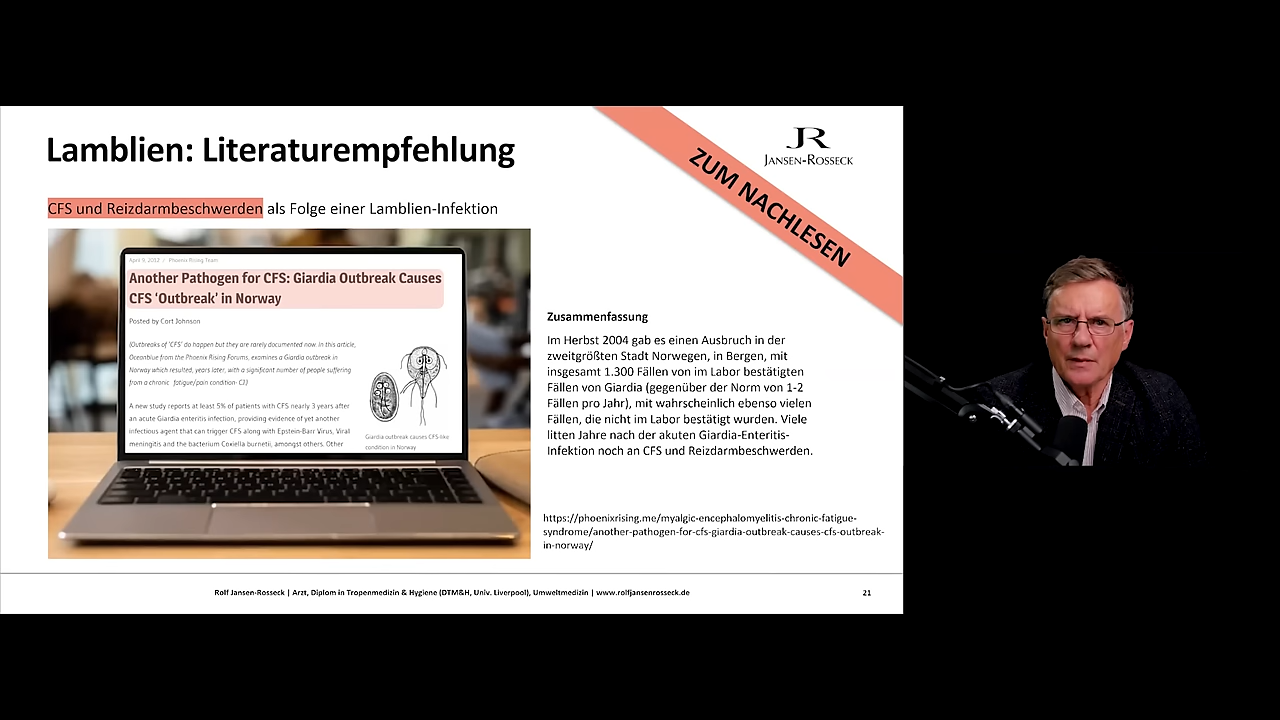 Lamblien: Literaturempfehlung
JR
JANSEN-ROSSECK
ZUM NACHLESEN
CFS und Reizdarmbeschwerden als Folge einer Lamblien-Infektion
April 9, 2012 / Phoenix Rising Team
Another Pathogen for CFS: Giardia Outbreak Causes
CFS 'Outbreak' in Norway
Posted by Cort Johnson
(Outbreaks of 'CFS' do happen but they are rarely documented now. In this article,
Oceanblue from the Phoenix Rising Forums, examines a Giardia outbreak in
Norway which resulted, years later, with a significant number of people suffering
from a chronic fatigue/pain condition- CJ)
A new study reports at least 5% of patients with CFS nearly 3 years after
an acute Giardia enteritis infection, providing evidence of yet another
infectious agent that can trigger CFS along with Epstein-Barr Virus, Viral
meningitis and the bacterium Coxiella burnetii, amongst others. Other
Giardia outbreak causes CFS-like
condition in Norway
Zusammenfassung
Im Herbst 2004 gab es einen Ausbruch in der
zweitgrößten Stadt Norwegen, in Bergen, mit
insgesamt 1.300 Fällen von im Labor bestätigten
Fällen von Giardia (gegenüber der Norm von 1-2
Fällen pro Jahr), mit wahrscheinlich ebenso vielen
Fällen, die nicht im Labor bestätigt wurden. Viele
litten Jahre nach der akuten Giardia-Enteritis-
Infektion noch an CFS und Reizdarmbeschwerden.
https://phoenixrising.me/myalgic-encephalomyelitis-chronic-fatigue-
syndrome/another-pathogen-for-cfs-giardia-outbreak-causes-cfs-outbreak-
in-norway/
Rolf Jansen-Rosseck | Arzt, Diplom in Tropenmedizin & Hygiene (DTM&H, Univ. Liverpool), Umweltmedizin | www.rolfjansenrosseck.de
21